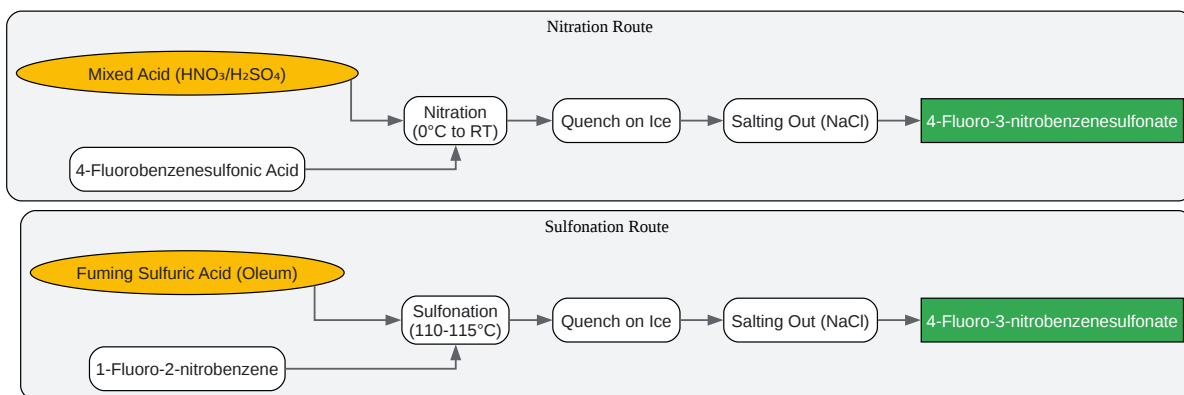 Nitration Route
Mixed Acid (HNO₃/H₂SO₄)
4-Fluorobenzenesulfonic Acid
Nitration
(0°C to RT)
Quench on Ice
Salting Out (NaCl)
4-Fluoro-3-nitrobenzenesulfonate
Sulfonation Route
Fuming Sulfuric Acid (Oleum)
1-Fluoro-2-nitrobenzene
Sulfonation
(110-115°C)
Quench on Ice
Salting Out (NaCl)
4-Fluoro-3-nitrobenzenesulfonate